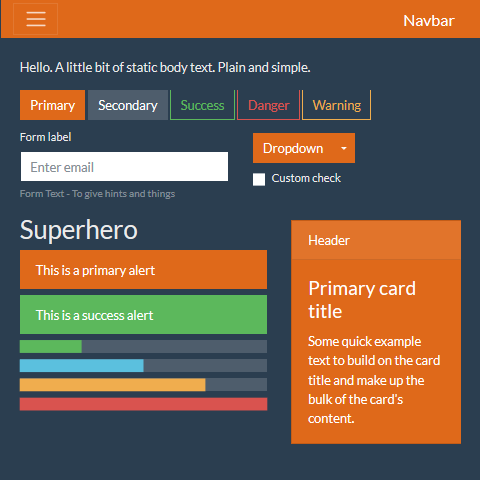 Navbar
Hello. A little bit of static body text. Plain and simple.
Primary Secondary Success Danger Warning
Form label
Enter email
Form Text - To give hints and things
Dropdown
Custom check
Superhero
This is a primary alert
This is a success alert
Header
Primary card
title
Some quick example
text to build on the card
title and make up the
bulk of the card's
content.